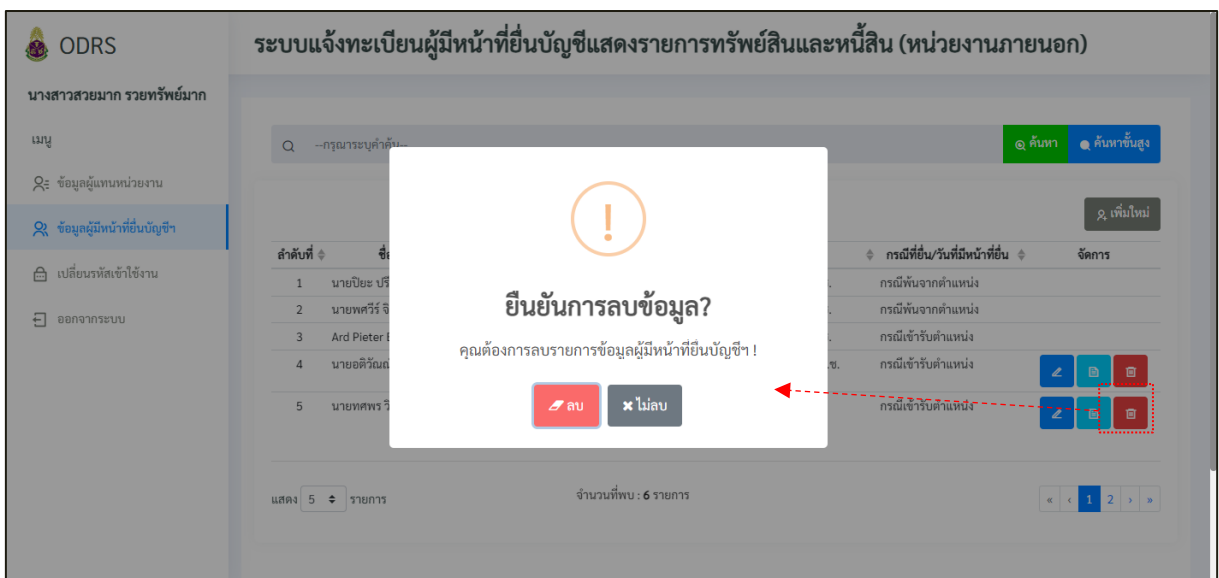 ODRS
ระบบแจ้งทะเบียนผู้มีหน้าที่ยื่นบัญชีแสดงรายการทรัพย์สินและหนี้สิน (หน่วยงานภายนอก)
นางสาวสวยมาก รวยทรัพย์มาก
เมนู
ข้อมูลผู้แทนหน่วยงาน
ข้อมูลผู้มีหน้าที่ยื่นบัญชีฯ
เปลี่ยนรหัสเข้าใช้งาน
ออกจากระบบ
--กรุณาระบุคำค้น--
ค้นหา
ค้นหาขั้นสูง
เพิ่มใหม่
ลำดับที่ กรณีที่ยื่น/วันที่มีหน้าที่ยื่น จัดการ
1 นายปิยะ กรณีพ้นจากตำแหน่ง
2 นายพศวีร์ กรณีพ้นจากตำแหน่ง
3 Ard Pieter กรณีเข้ารับตำแหน่ง
4 กรณีเข้ารับตำแหน่ง
5 นายทศพร กรณีเข้ารับตำแหน่ง
!
ยืนยันการลบข้อมูล?
คุณต้องการลบรายการข้อมูลผู้มีหน้าที่ยื่นบัญชีฯ !
ลบ
ไม่ลบ
แสดง 5 รายการ
จำนวนที่พบ : 6 รายการ
« ‹ 1 2 › »